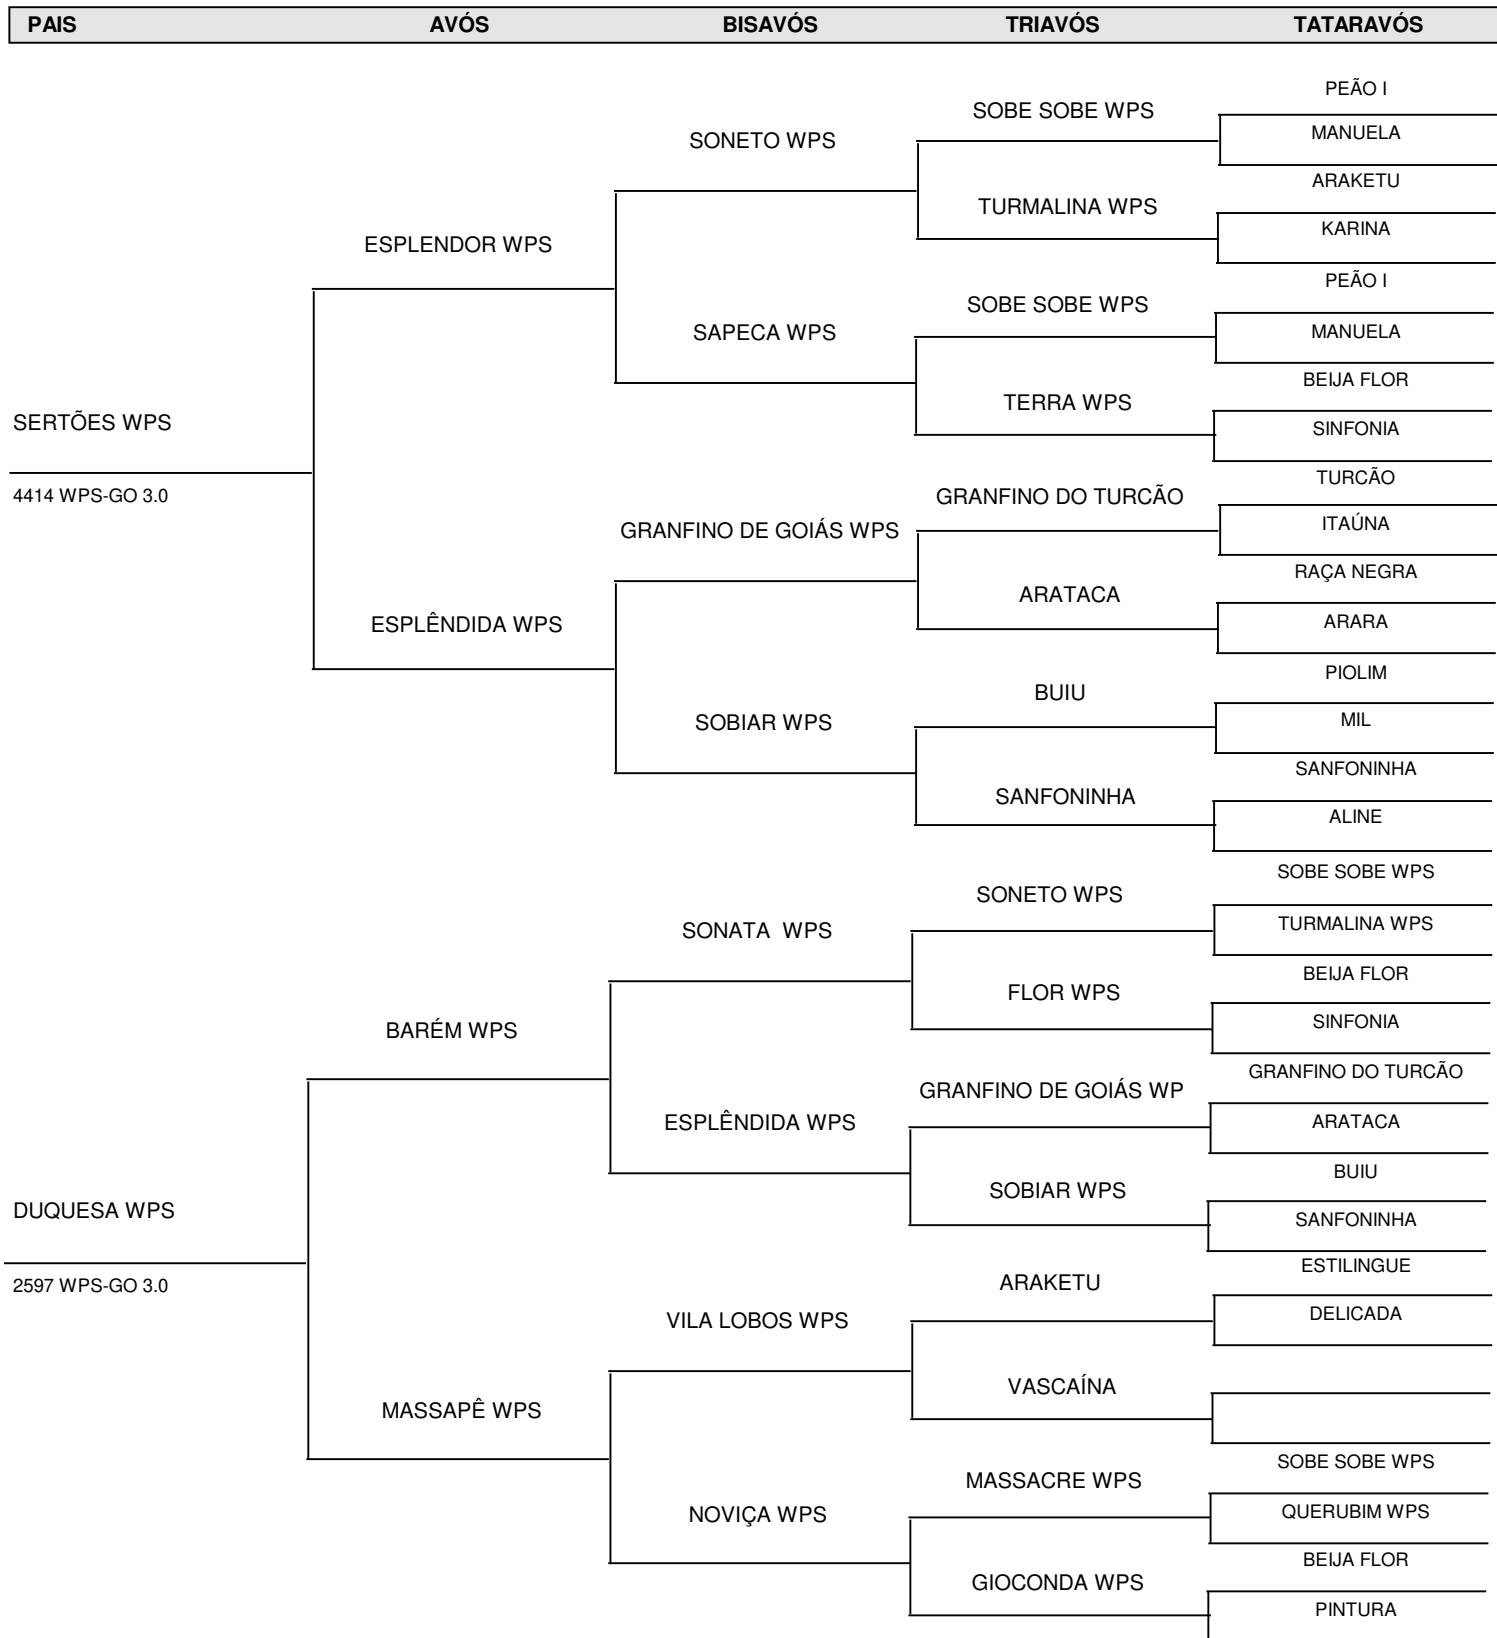 PAIS AVÓS BISAVÓS TRIAVÓS TATARAVÓS
PEÃO I
SOBE SOBE WPS
MANUELA
SONETO WPS
ARAKETU
TURMALINA WPS
KARINA
ESPLENDOR WPS
PEÃO I
SOBE SOBE WPS
MANUELA
SAPECA WPS
BEIJA FLOR
TERRA WPS
SINFONIA
SERTÕES WPS
4414 WPS-GO 3.0
TURCÃO
GRANFINO DO TURCÃO
ITAÚNA
GRANFINO DE GOIÁS WPS
RAÇA NEGRA
ARATACA
ARARA
ESPLÊNDIDA WPS
PIOLIM
BUIU
MIL
SOBIAR WPS
SANFONINHA
SANFONINHA
ALINE
SOBE SOBE WPS
SONETO WPS
TURMALINA WPS
SONATA WPS
BEIJA FLOR
FLOR WPS
SINFONIA
BARÉM WPS
GRANFINO DO TURCÃO
GRANFINO DE GOIÁS WP
ARATACA
ESPLÊNDIDA WPS
BUIU
SOBIAR WPS
SANFONINHA
DUQUESA WPS
2597 WPS-GO 3.0
ESTILINGUE
ARAKETU
DELICADA
VILA LOBOS WPS
VASCAÍNA
MASSAPÊ WPS
SOBE SOBE WPS
MASSACRE WPS
QUERUBIM WPS
NOVIÇA WPS
BEIJA FLOR
GIOCONDA WPS
PINTURA